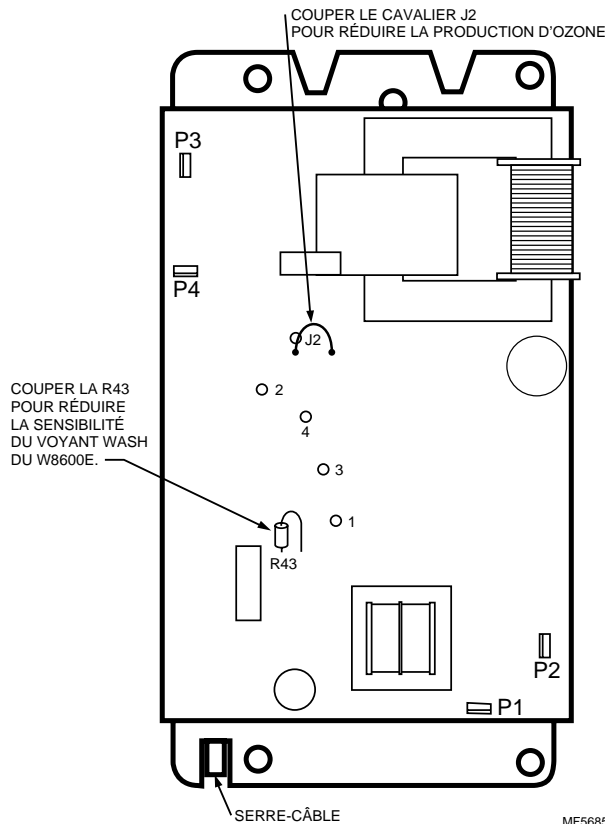 COUPER LE CAVALIER J2
POUR RÉDUIRE LA PRODUCTION D'OZONE
P3
P4
J2
COUPER LA R43
POUR RÉDUIRE
LA SENSIBILITÉ
DU VOYANT WASH
DU W8600E.
2
4
3
1
R43
P2
P1
SERRE-CÂBLE